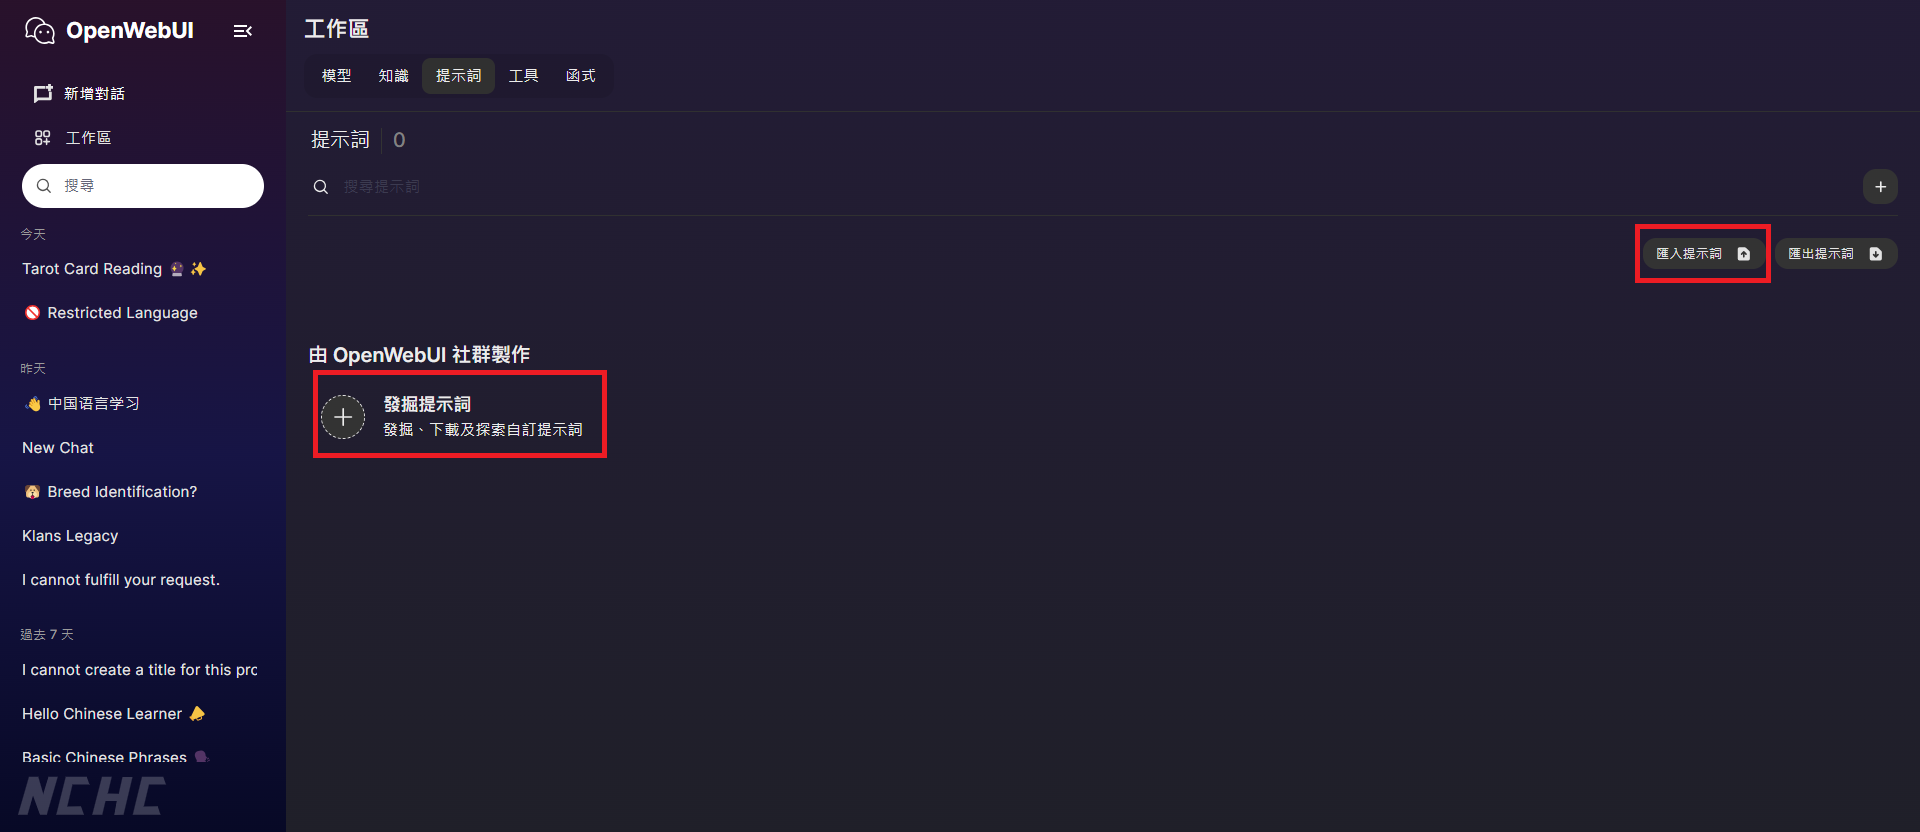 OpenWebUI
新增對話
工作區
搜尋
今天
Tarot Card Reading 🔮 ✨
🚫 Restricted Language
昨天
👋 中国语言学习
New Chat
🐶 Breed Identification?
Klans Legacy
I cannot fulfill your request.
過去 7 天
I cannot create a title for this prc
Hello Chinese Learner 📣
Basic Chinese Phrases 🗣
NCHC
工作區
模型 知識 提示詞 工具 函式
提示詞 0
搜尋提示詞
匯入提示詞 匯出提示詞
由 OpenWebUI 社群製作
發掘提示詞
發掘、下載及探索自訂提示詞